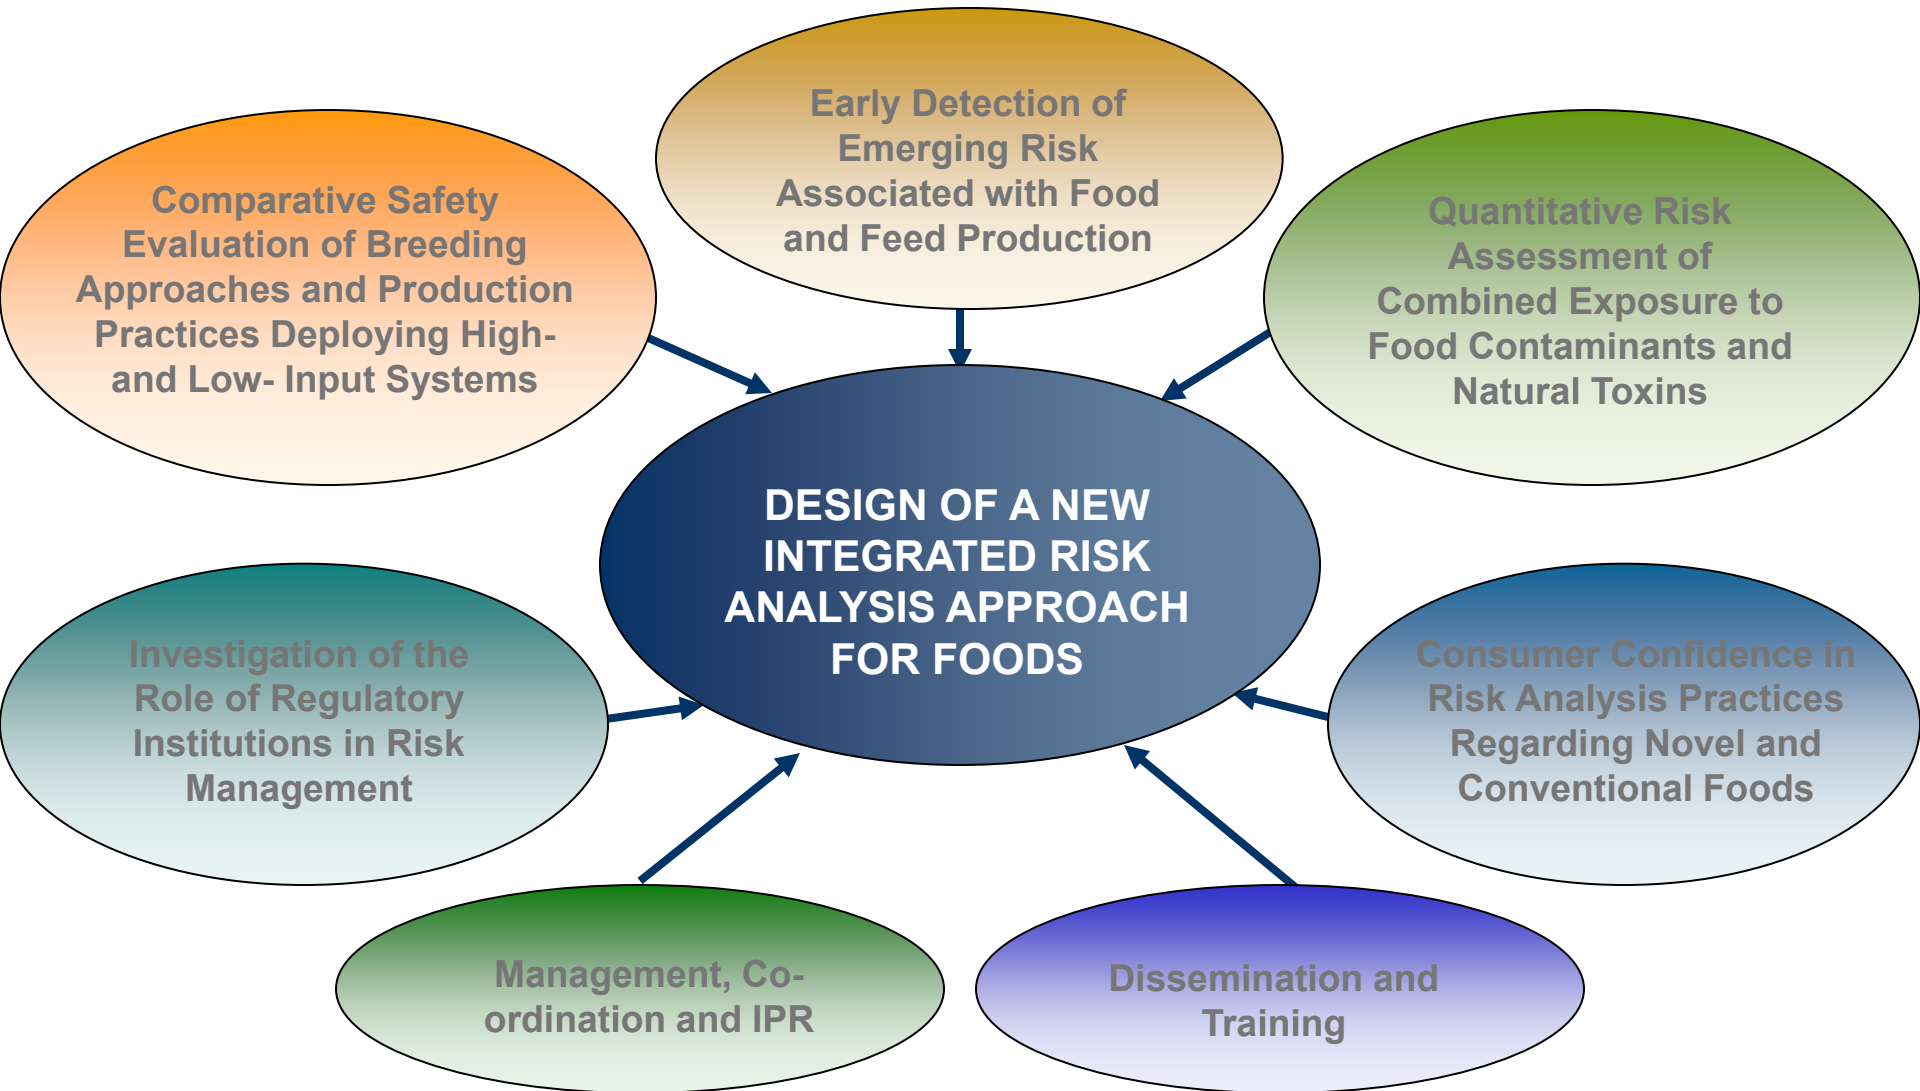 Early Detection of
Emerging Risk
Associated with Food
and Feed Production
Comparative Safety
Evaluation of Breeding
Approaches and Production
Practices Deploying High-
and Low- Input Systems
Quantitative Risk
Assessment of
Combined Exposure to
Food Contaminants and
Natural Toxins
DESIGN OF A NEW
INTEGRATED RISK
ANALYSIS APPROACH
FOR FOODS
Investigation of the
Role of Regulatory
Institutions in Risk
Management
Consumer Confidence in
Risk Analysis Practices
Regarding Novel and
Conventional Foods
Management, Co-
ordination and IPR
Dissemination and
Training